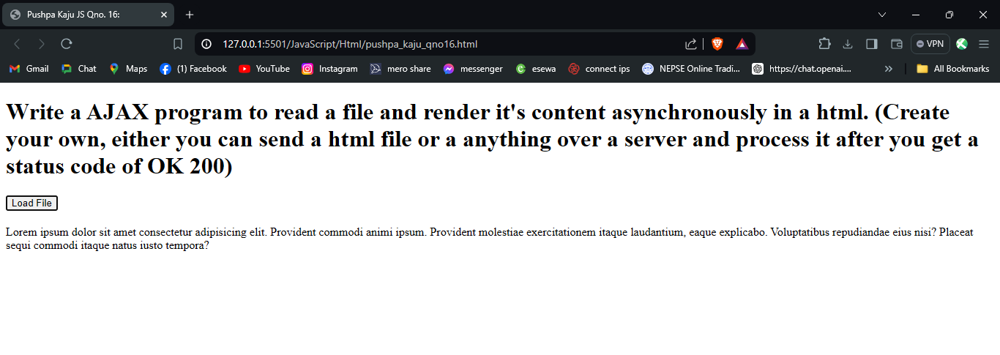 Pushpa Kaju JS Qno. 16:
127.0.0.1:5501/JavaScript/Html/pushpa_kaju_qno16.html
VPN
Gmail Chat Maps (1) Facebook YouTube Instagram mero share messenger esewa connect ips NEPSE Online Tradi... https://chat.openai.... » All Bookmarks
Write a AJAX program to read a file and render it's content asynchronously in a html. (Create
your own, either you can send a html file or a anything over a server and process it after you get a
status code of OK 200)
Load File
Lorem ipsum dolor sit amet consectetur adipisicing elit. Provident commodi animi ipsum. Provident molestiae exercitationem itaque laudantium, eaque explicabo. Voluptatibus repudiandae eius nisi? Placeat
sequi commodi itaque natus iusto tempora?